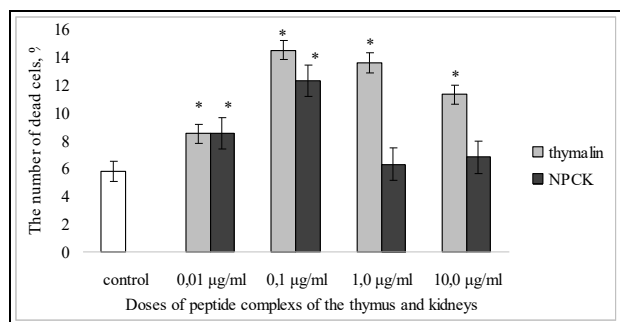 The number of dead cels, %
16
14
12
10
8
6
4
2
0
* * * * * *
control 0,01 µg/ml 0,1 µg/ml 1,0 µg/ml 10,0 µg/ml
Doses of peptide complexs of the thymus and kidneys
thymalin
NPCK